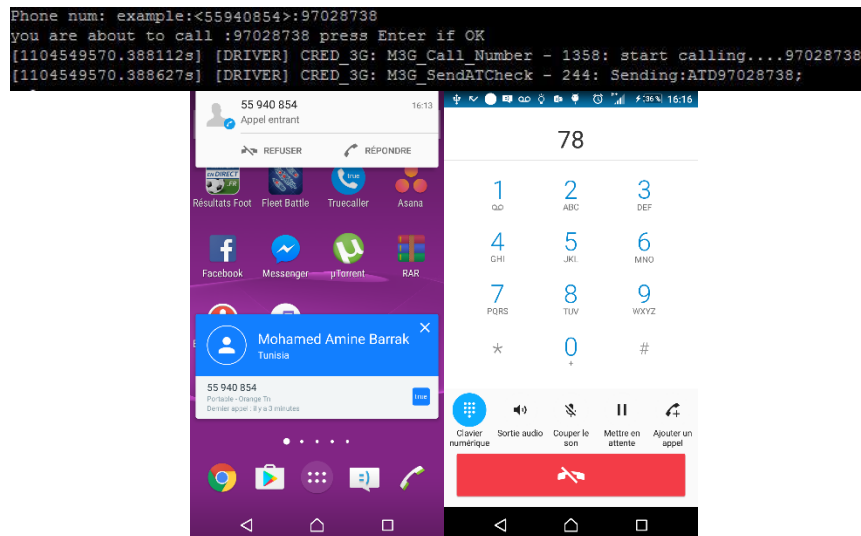 Phone num: example:<55940854>:97028738
you are about to call :97028738 press Enter if OK
[1104549570.388112s] [DRIVER] CRED_3G: M3G_Call_Number - 1358: start calling....97028738
[1104549570.388627s] [DRIVER] CRED_3G: M3G_SendATCheck - 244: Sending:ATD97028738;
55 940 854
16:13
Appel entrant
REFUSER
RÉPONDRE
EN DIRECT
.FR
true
Résultats Foot
Fleet Battle
Truecaller
Asana
Facebook
Messenger
µTorrent
RAR
Mohamed Amine Barrak
Tunisia
55 940 854
Portable - Orange Tn
Dernier appel : Il y a 3 minutes
true
36%
16:16
78
1
2
ABC
3
DEF
4
GHI
5
JKL
6
MNO
7
PQRS
8
TUV
9
WXYZ
*
0
+
#
Clavier
numérique
Sortie audio
Couper le
son
Mettre en
attente
Ajouter un
appel